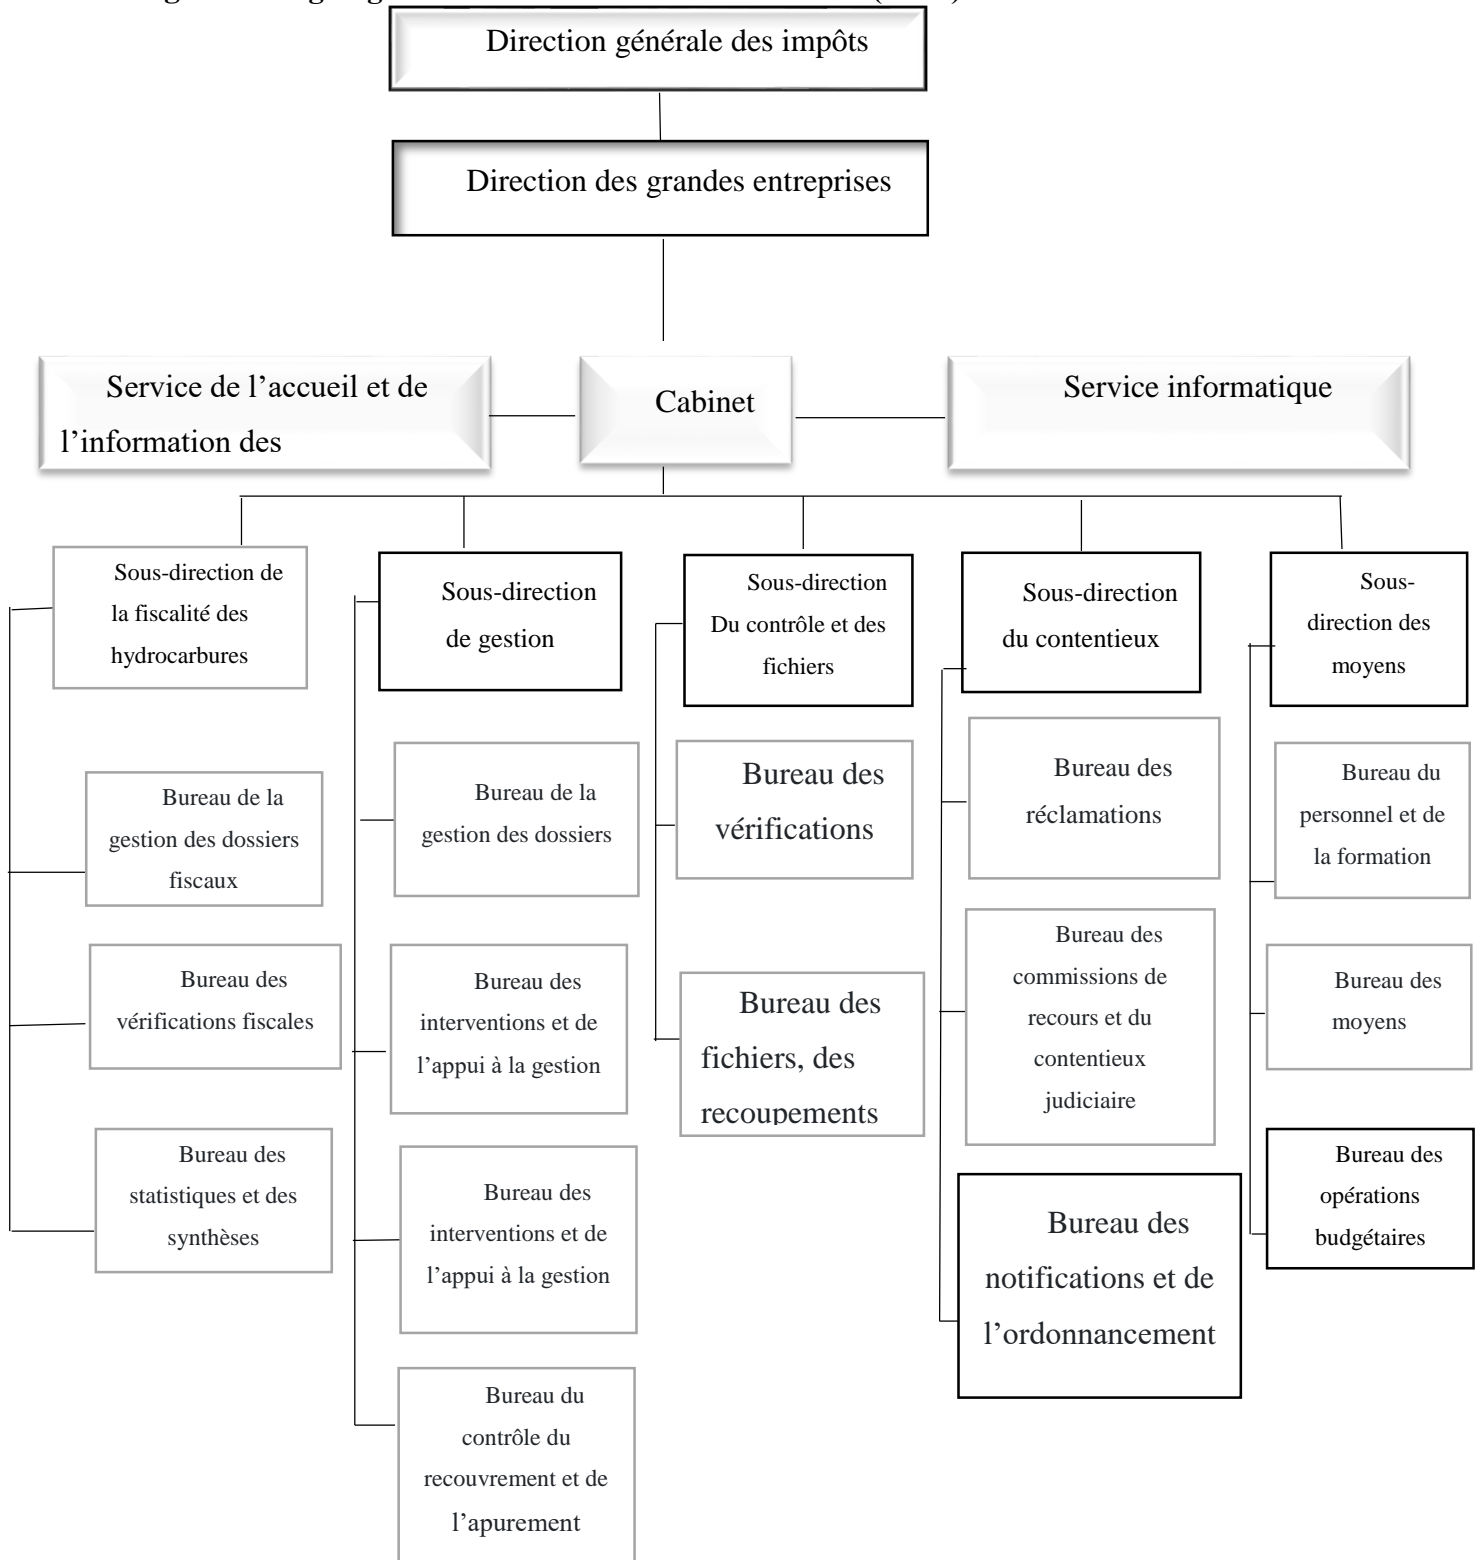 Direction générale des impôts
Direction des grandes entreprises
Service de l’accueil et de
l’information des
Cabinet
Service informatique
Sous-direction de
la fiscalité des
hydrocarbures
Sous-direction
de gestion
Sous-direction
Du contrôle et des
fichiers
Sous-direction
du contentieux
Sous-
direction des
moyens
Bureau de la
gestion des dossiers
fiscaux
Bureau des
vérifications fiscales
Bureau des
statistiques et des
synthèses
Bureau de la
gestion des dossiers
Bureau des
interventions et de
l’appui à la gestion
Bureau des
interventions et de
l’appui à la gestion
Bureau du
contrôle du
recouvrement et de
l’apurement
Bureau des
vérifications
Bureau des
fichiers, des
recoupements
Bureau des
réclamations
Bureau des
commissions de
recours et du
contentieux
judiciaire
Bureau des
notifications et de
l’ordonnancement
Bureau du
personnel et de
la formation
Bureau des
moyens
Bureau des
opérations
budgétaires